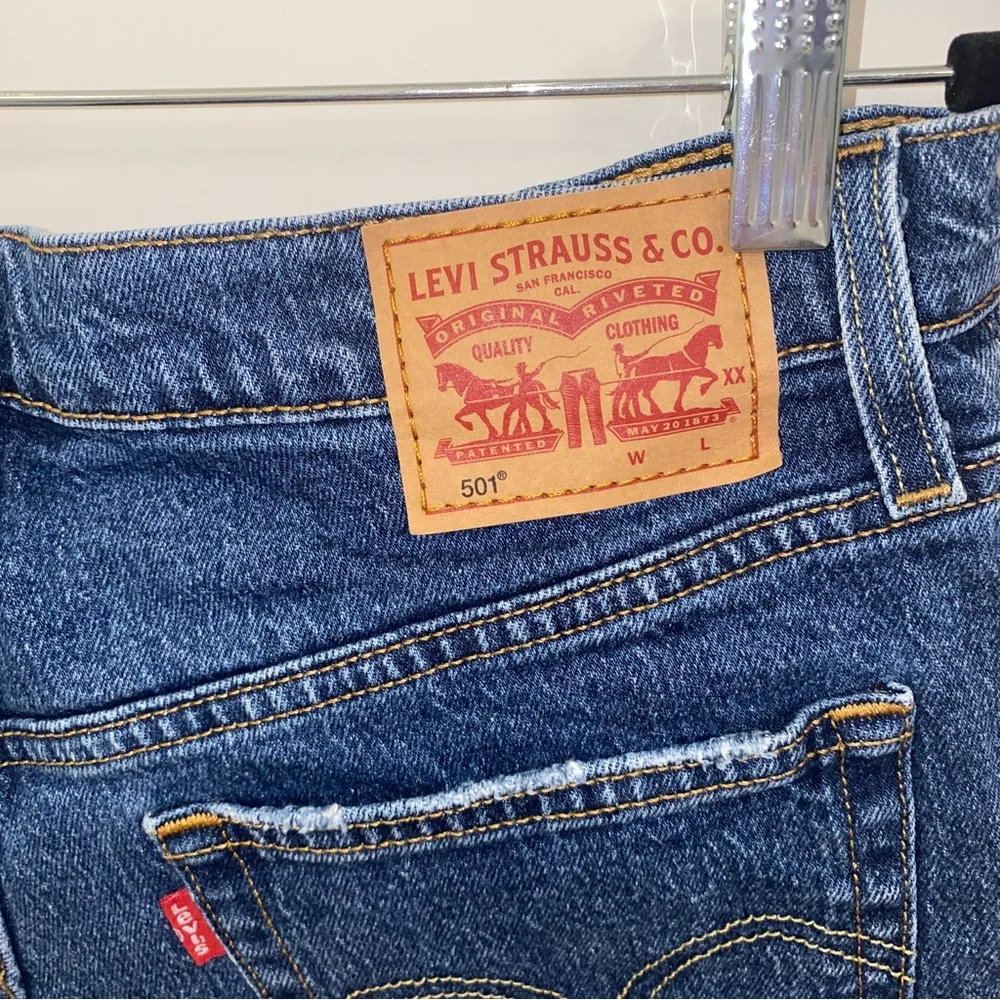 LEVI STRAUSS & CO.
SAN FRANCISCO
CAL.
ORIGINAL RIVETED
QUALITY CLOTHING
XX
PATENTED MAY 20 1873 ®
W L
501®
LEVI'S